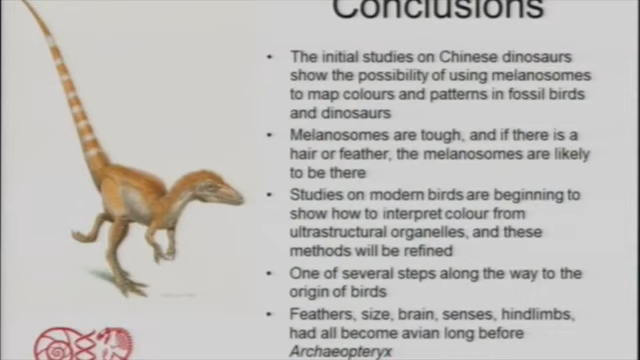 Conclusions
• The initial studies on Chinese dinosaurs
show the possibility of using melanosomes
to map colours and patterns in fossil birds
and dinosaurs
• Melanosomes are tough, and if there is a
hair or feather, the melanosomes are likely
to be there
• Studies on modern birds are beginning to
show how to interpret colour from
ultrastructural organelles, and these
methods will be refined
• One of several steps along the way to the
origin of birds
• Feathers, size, brain, senses, hindlimbs,
had all become avian long before
Archaeopteryx